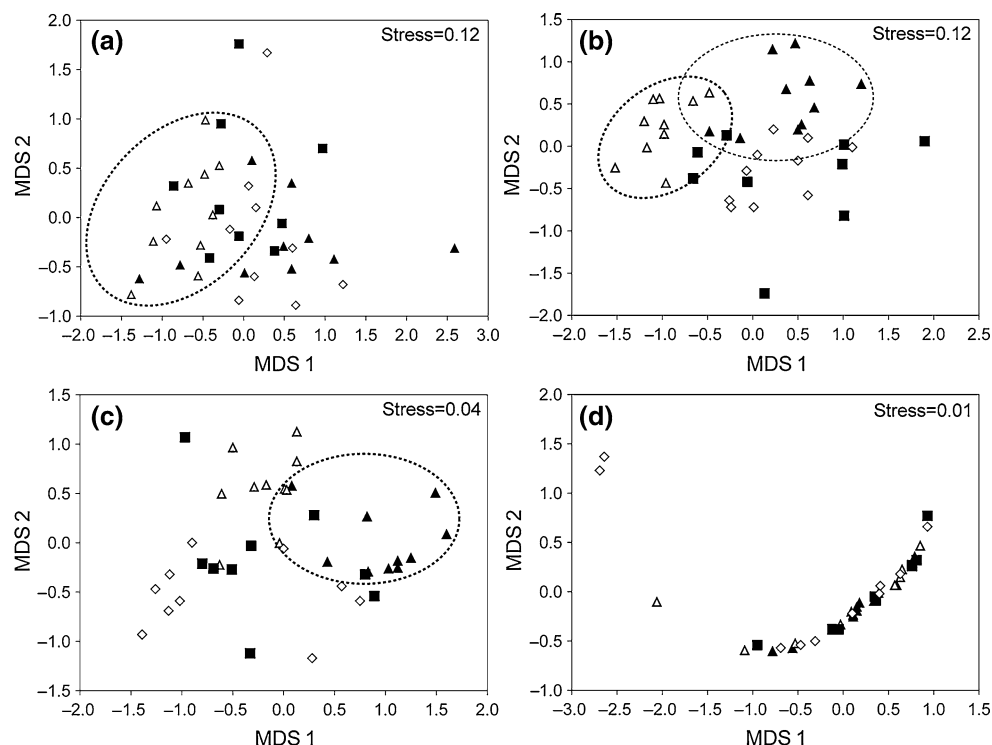 (a)
Stress=0.12
2.0
1.5
1.0
0.5
0.0
–0.5
–1.0
MDS 2
–2.0 –1.5 –1.0 –0.5 0.0 0.5 1.0 1.5 2.0 2.5 3.0
MDS 1
(b)
Stress=0.12
1.5
1.0
0.5
0.0
–0.5
–1.0
–1.5
–2.0
MDS 2
–2.0 –1.5 –1.0 –0.5 0.0 0.5 1.0 1.5 2.0 2.5
MDS 1
(c)
Stress=0.04
1.5
1.0
0.5
0.0
–0.5
–1.0
–1.5
MDS 2
–2.0 –1.5 –1.0 –0.5 0.0 0.5 1.0 1.5 2.0
MDS 1
(d)
Stress=0.01
2.0
1.5
1.0
0.5
0.0
–0.5
–1.0
MDS 2
–3.0 –2.5 –2.0 –1.5 –1.0 –0.5 0.0 0.5 1.0 1.5
MDS 1